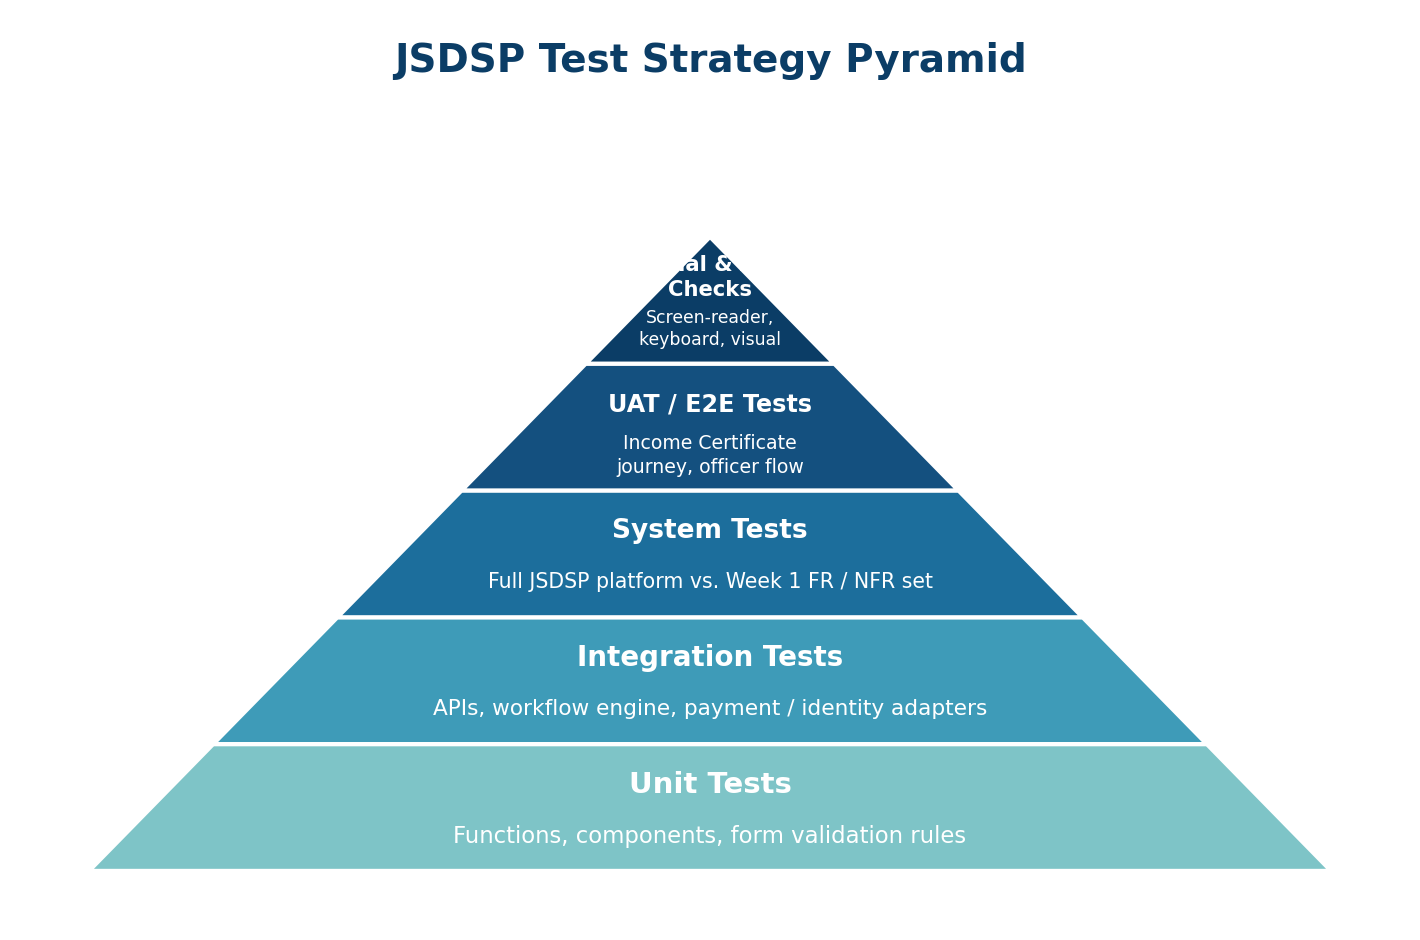 JSDSP Test Strategy Pyramid
&
Checks
Screen-reader,
keyboard, visual
UAT / E2E Tests
Income Certificate
journey, officer flow
System Tests
Full JSDSP platform vs. Week 1 FR / NFR set
Integration Tests
APIs, workflow engine, payment / identity adapters
Unit Tests
Functions, components, form validation rules